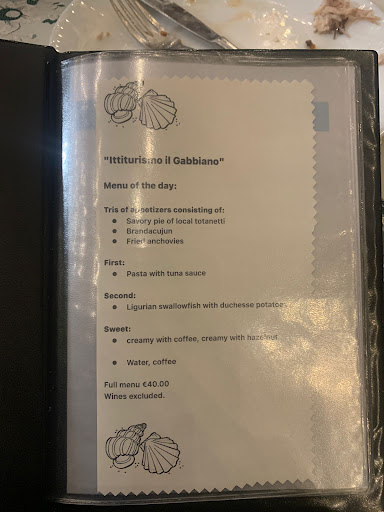 "Ittiturismo il Gabbiano"
Menu of the day:
Tris of appetizers consisting of:
● Savory pie of local totanetti
● Brandacujun
● Fried anchovies
First:
● Pasta with tuna sauce
Second:
● Ligurian swallowfish with duchesse potatoe
Sweet:
● creamy with coffee, creamy with hazelnut
● Water, coffee
Full menu €40.00
Wines excluded.